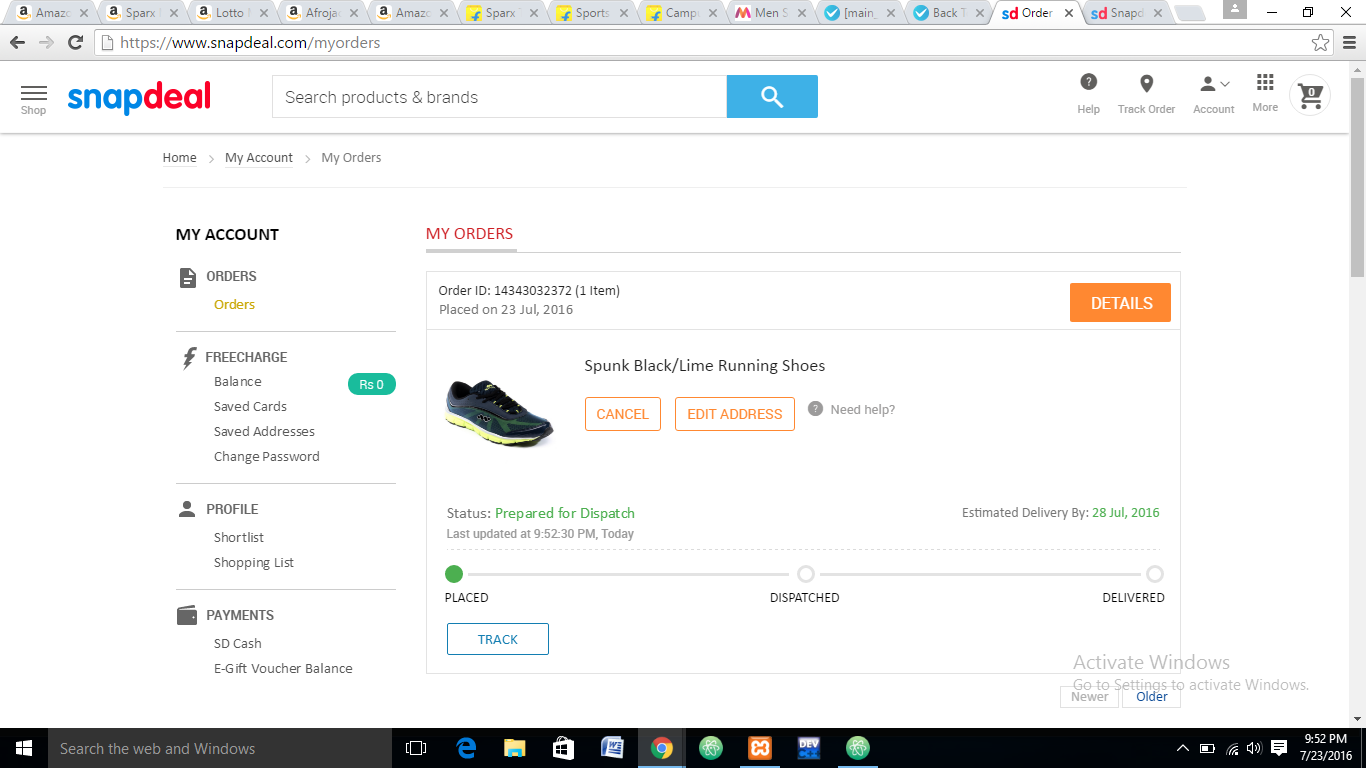 Amazo
Sparx
Lotto
Afrojac
Amazo
Sparx
Sports
Campu
Men S
[main_
Back T
sd Order
sd Snapd
https://www.snapdeal.com/myorders
Shop
snapdeal
Search products & brands
Help
Track Order
Account
More
0
Home > My Account > My Orders
MY ACCOUNT
ORDERS
Orders
FREECHARGE
Balance
Rs 0
Saved Cards
Saved Addresses
Change Password
PROFILE
Shortlist
Shopping List
PAYMENTS
SD Cash
E-Gift Voucher Balance
MY ORDERS
Order ID: 14343032372 (1 Item)
Placed on 23 Jul, 2016
DETAILS
Spunk Black/Lime Running Shoes
CANCEL
EDIT ADDRESS
? Need help?
Status: Prepared for Dispatch
Estimated Delivery By: 28 Jul, 2016
Last updated at 9:52:30 PM, Today
PLACED
DISPATCHED
DELIVERED
TRACK
Activate Windows
Go to Settings to activate Windows.
Newer
Older
Search the web and Windows
DEV
9:52 PM
7/23/2016